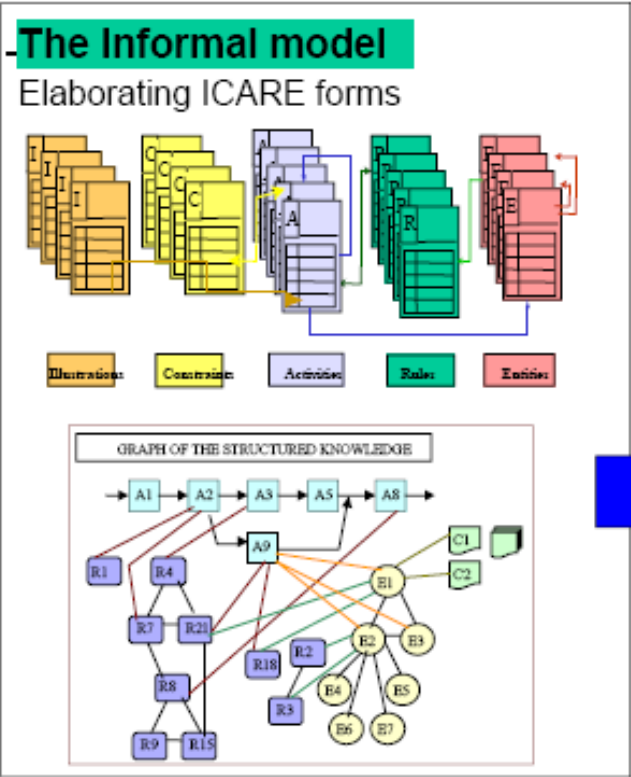 The Informal model
Elaborating ICARE forms
I I I I C C C C A A A A R R R E E E
Illustrations Constraints Activities Rules Entities
GRAPH OF THE STRUCTURED KNOWLEDGE
A1 A2 A3 A5 A8
A9 C1
R1 R4 E1 C2
R7 R21 E2 E3
R18 R2
R8 E4 E5
R3
R9 R15 E6 E7